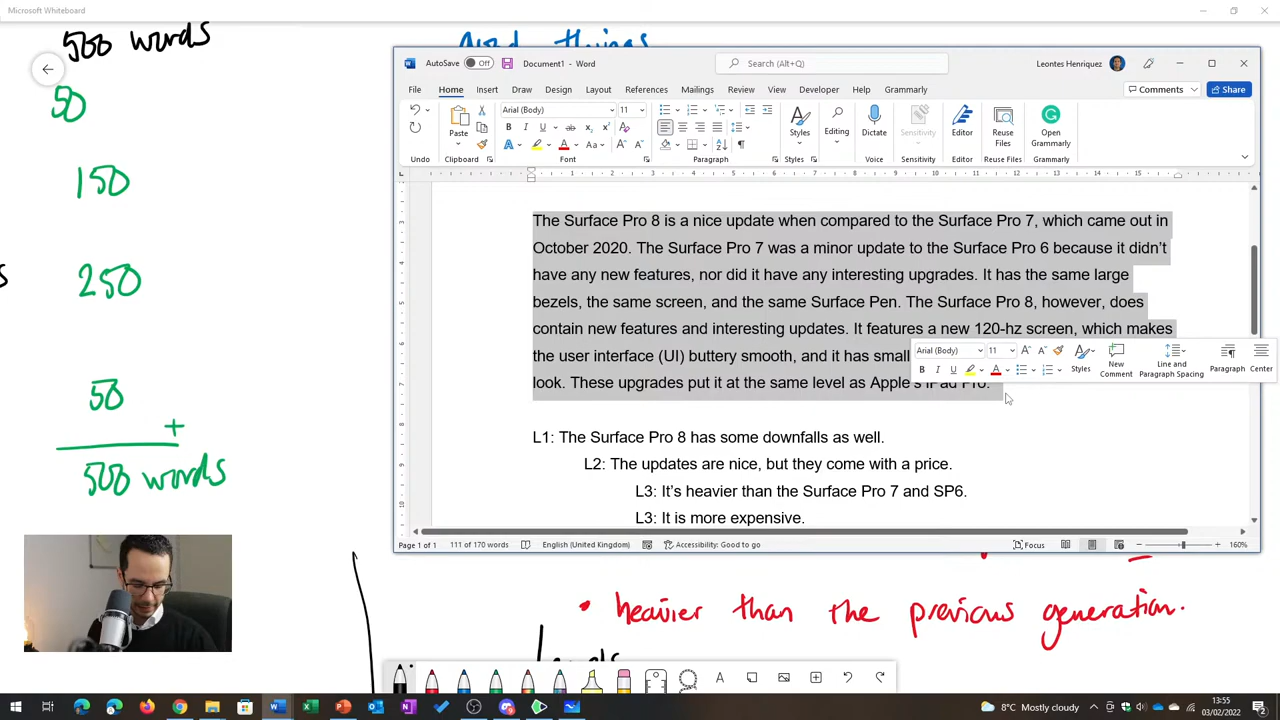 Microsoft Whiteboard
500 words
good things
50
150
250
50
+
500 words
AutoSave Off Document1 - Word Search (Alt+Q) Leontes Henriquez
File Home Insert Draw Design Layout References Mailings Review View Developer Help Grammarly Comments Share
Arial (Body) 11
Paste Styles Editing Dictate Sensitivity Editor Reuse Files Open Grammarly
Undo Clipboard Font Paragraph Styles Voice Sensitivity Editor Reuse Files Grammarly
The Surface Pro 8 is a nice update when compared to the Surface Pro 7, which came out in
October 2020. The Surface Pro 7 was a minor update to the Surface Pro 6 because it didn't
have any new features, nor did it have any interesting upgrades. It has the same large
bezels, the same screen, and the same Surface Pen. The Surface Pro 8, however, does
contain new features and interesting updates. It features a new 120-hz screen, which makes
the user interface (UI) buttery smooth, and it has small
look. These upgrades put it at the same level as Apple's iPad Pro.
Arial (Body) 11
Styles New Comment Line and Paragraph Spacing Paragraph Center
L1: The Surface Pro 8 has some downfalls as well.
L2: The updates are nice, but they come with a price.
L3: It's heavier than the Surface Pro 7 and SP6.
L3: It is more expensive.
Page 1 of 1 111 of 170 words English (United Kingdom) Accessibility: Good to go Focus 160%
• heavier than the previous generation.
Levels
8°C Mostly cloudy
13:55
03/02/2022